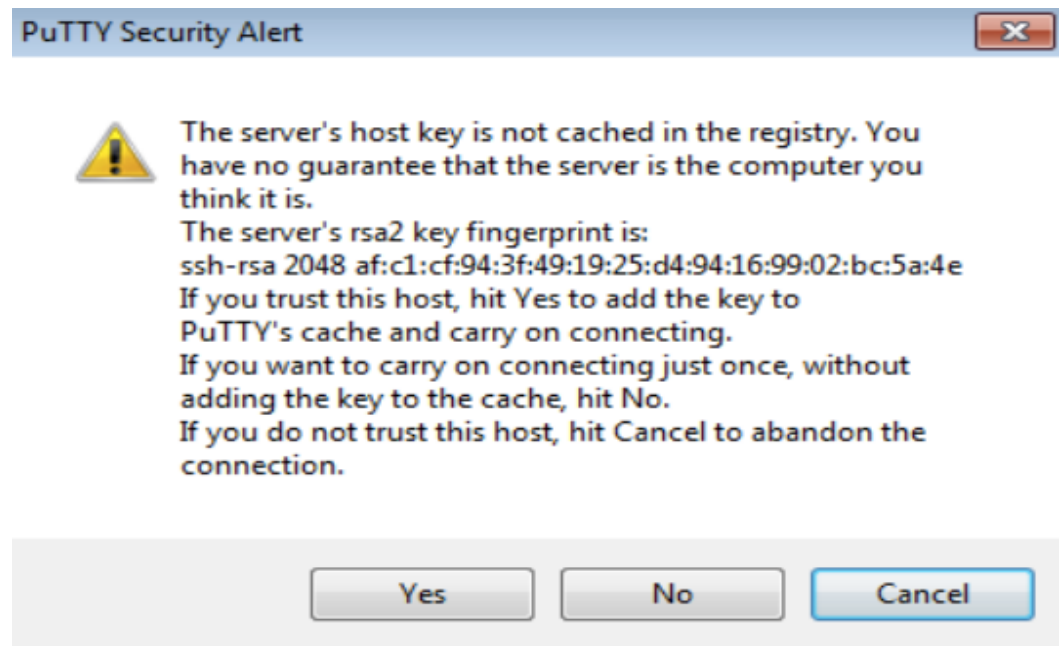 PuTTY Security Alert
The server's host key is not cached in the registry. You
have no guarantee that the server is the computer you
think it is.
The server's rsa2 key fingerprint is:
ssh-rsa 2048 af:c1:cf:94:3f:49:19:25:d4:94:16:99:02:bc:5a:4e
If you trust this host, hit Yes to add the key to
PuTTY's cache and carry on connecting.
If you want to carry on connecting just once, without
adding the key to the cache, hit No.
If you do not trust this host, hit Cancel to abandon the
connection.
Yes No Cancel